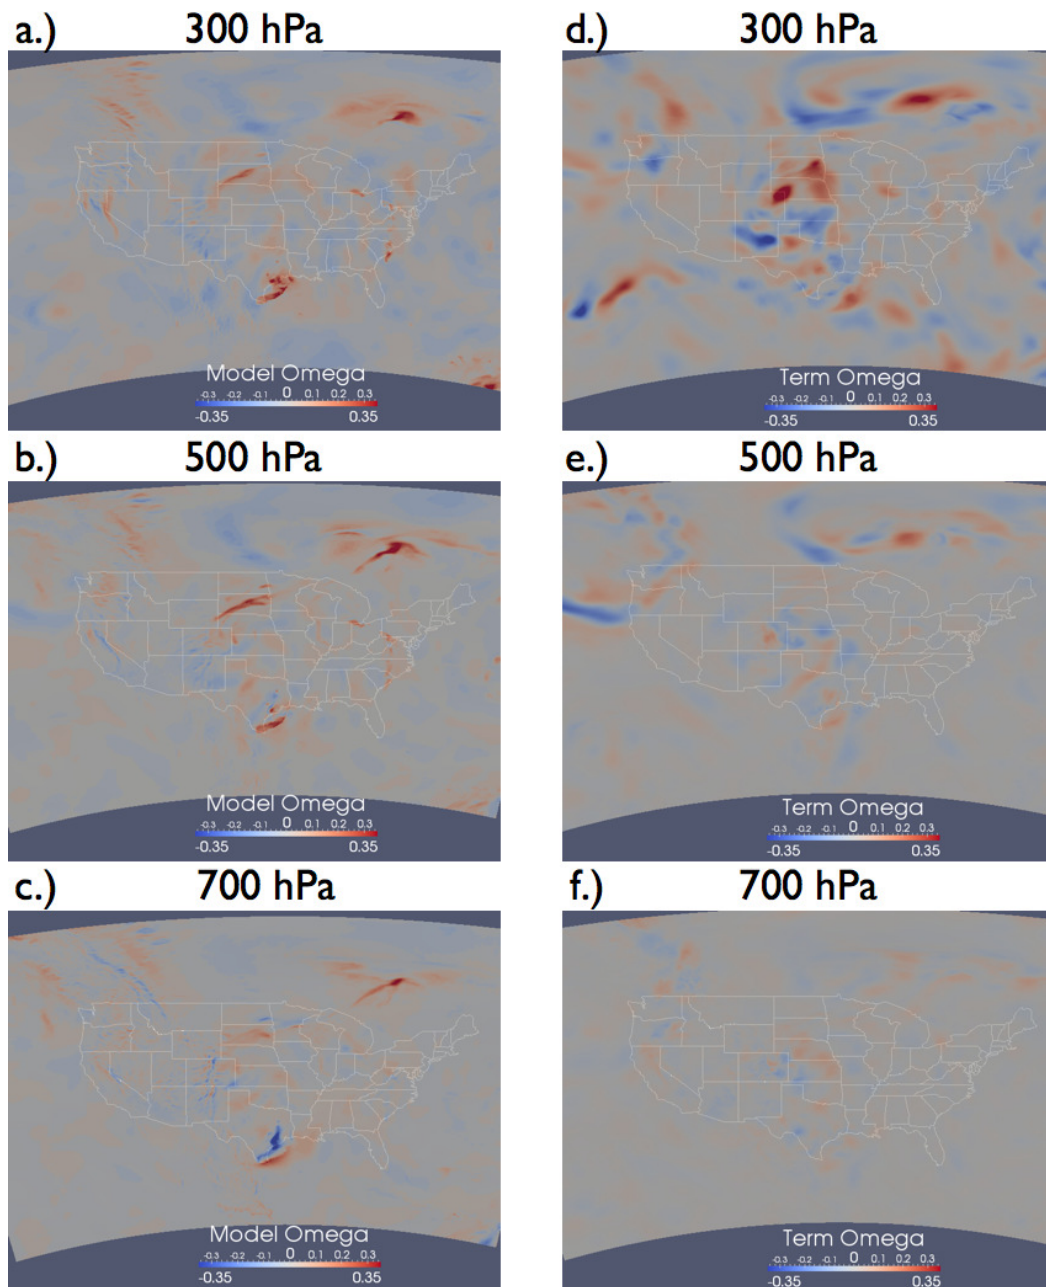 a.) 300 hPa
Model Omega
-0.3 -0.2 -0.1 0 0.1 0.2 0.3
-0.35 0.35
d.) 300 hPa
Term Omega
-0.3 -0.2 -0.1 0 0.1 0.2 0.3
-0.35 0.35
b.) 500 hPa
Model Omega
-0.3 -0.2 -0.1 0 0.1 0.2 0.3
-0.35 0.35
e.) 500 hPa
Term Omega
-0.3 -0.2 -0.1 0 0.1 0.2 0.3
-0.35 0.35
c.) 700 hPa
Model Omega
-0.3 -0.2 -0.1 0 0.1 0.2 0.3
-0.35 0.35
f.) 700 hPa
Term Omega
-0.3 -0.2 -0.1 0 0.1 0.2 0.3
-0.35 0.35